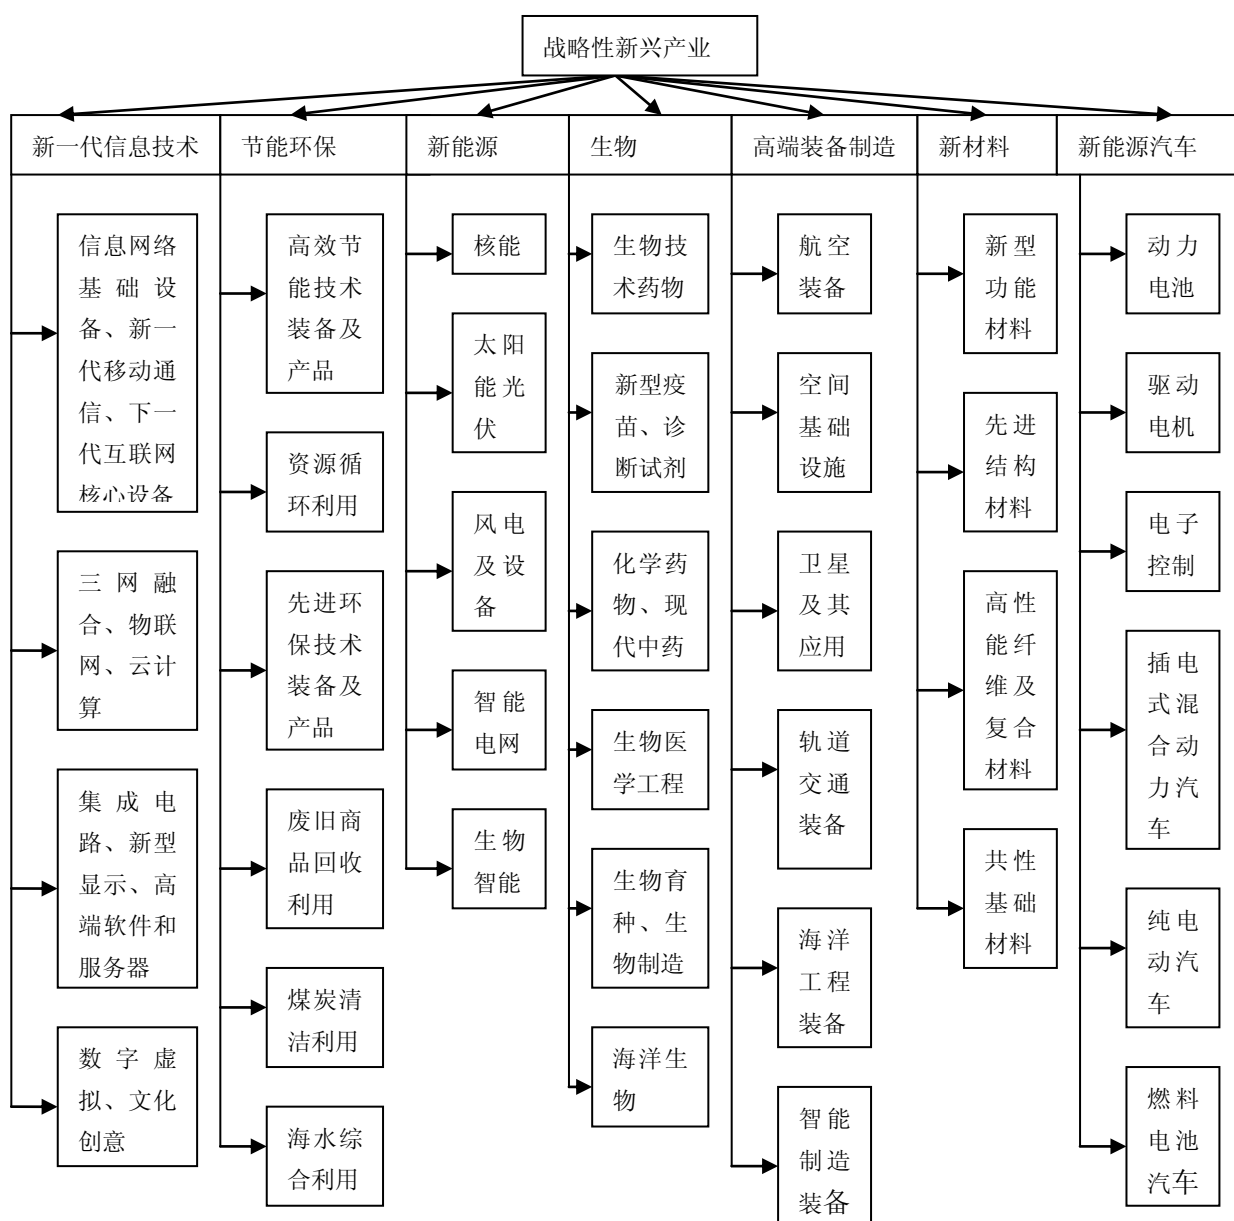 战略性新兴产业
新一代信息技术
节能环保
新能源
生物
高端装备制造
新材料
新能源汽车
信息网络
基础设
备、新一
代移动通
信、下一
代互联网
核心设备
三网融
合、物联
网、云计
算
集成电
路、新型
显示、高
端软件和
服务器
数字虚
拟、文化
创意
高效节
能技术
装备及
产品
资源循
环利用
先进环
保技术
装备及
产品
废旧商
品回收
利用
煤炭清
洁利用
海水综
合利用
核能
太阳
能光
伏
风电
及设
备
智能
电网
生物
智能
生物技
术药物
新型疫
苗、诊
断试剂
化学药
物、现
代中药
生物医
学工程
生物育
种、生
物制造
海洋生
物
航空
装备
空间
基础
设施
卫星
及其
应用
轨道
交通
装备
海洋
工程
装备
智能
制造
装备
新型
功能
材料
先进
结构
材料
高性
能纤
维及
复合
材料
共性
基础
材料
动力
电池
驱动
电机
电子
控制
插电
式混
合动
力汽
车
纯电
动汽
车
燃料
电池
汽车